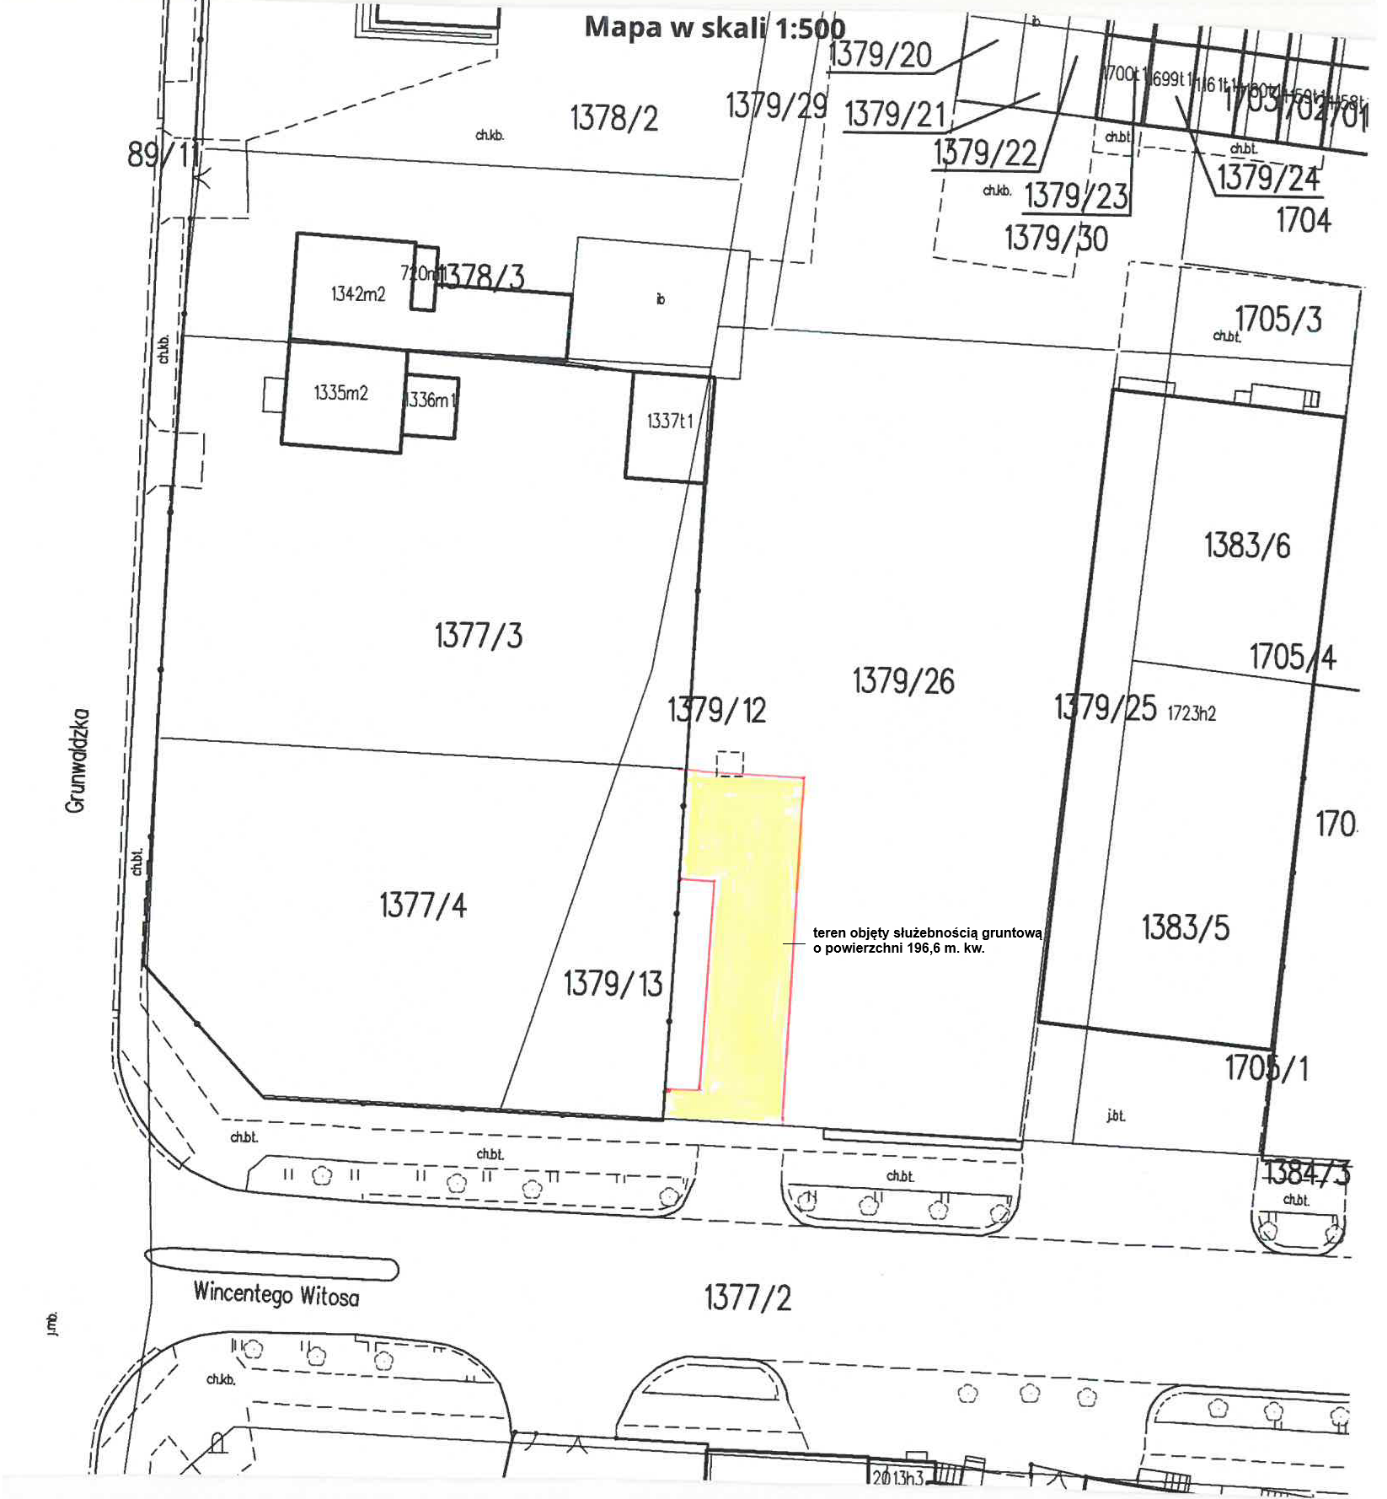 Mapa w skali 1:500
1379/20
1378/2
1379/29
1379/21
1379/22
1379/23
1379/24
1379/30
1704
ch.kb.
ch.kb.
ch.bt.
ch.bt.
ib
89/11
1342m2
1378/3
ib
1705/3
ch.bt.
ch.kb.
1335m2
1336m1
1337t1
1383/6
1377/3
1705/4
1379/26
1379/12
1379/25
1723h2
Grunwaldzka
170
ch.bt.
1377/4
1383/5
teren objęty służebnością gruntową
o powierzchni 196,6 m. kw.
1379/13
1705/1
j.bt.
ch.bt.
ch.bt.
ch.bt.
1384/3
ch.bt.
Wincentego Witosa
1377/2
j.mb.
ch.kb.
2013h3